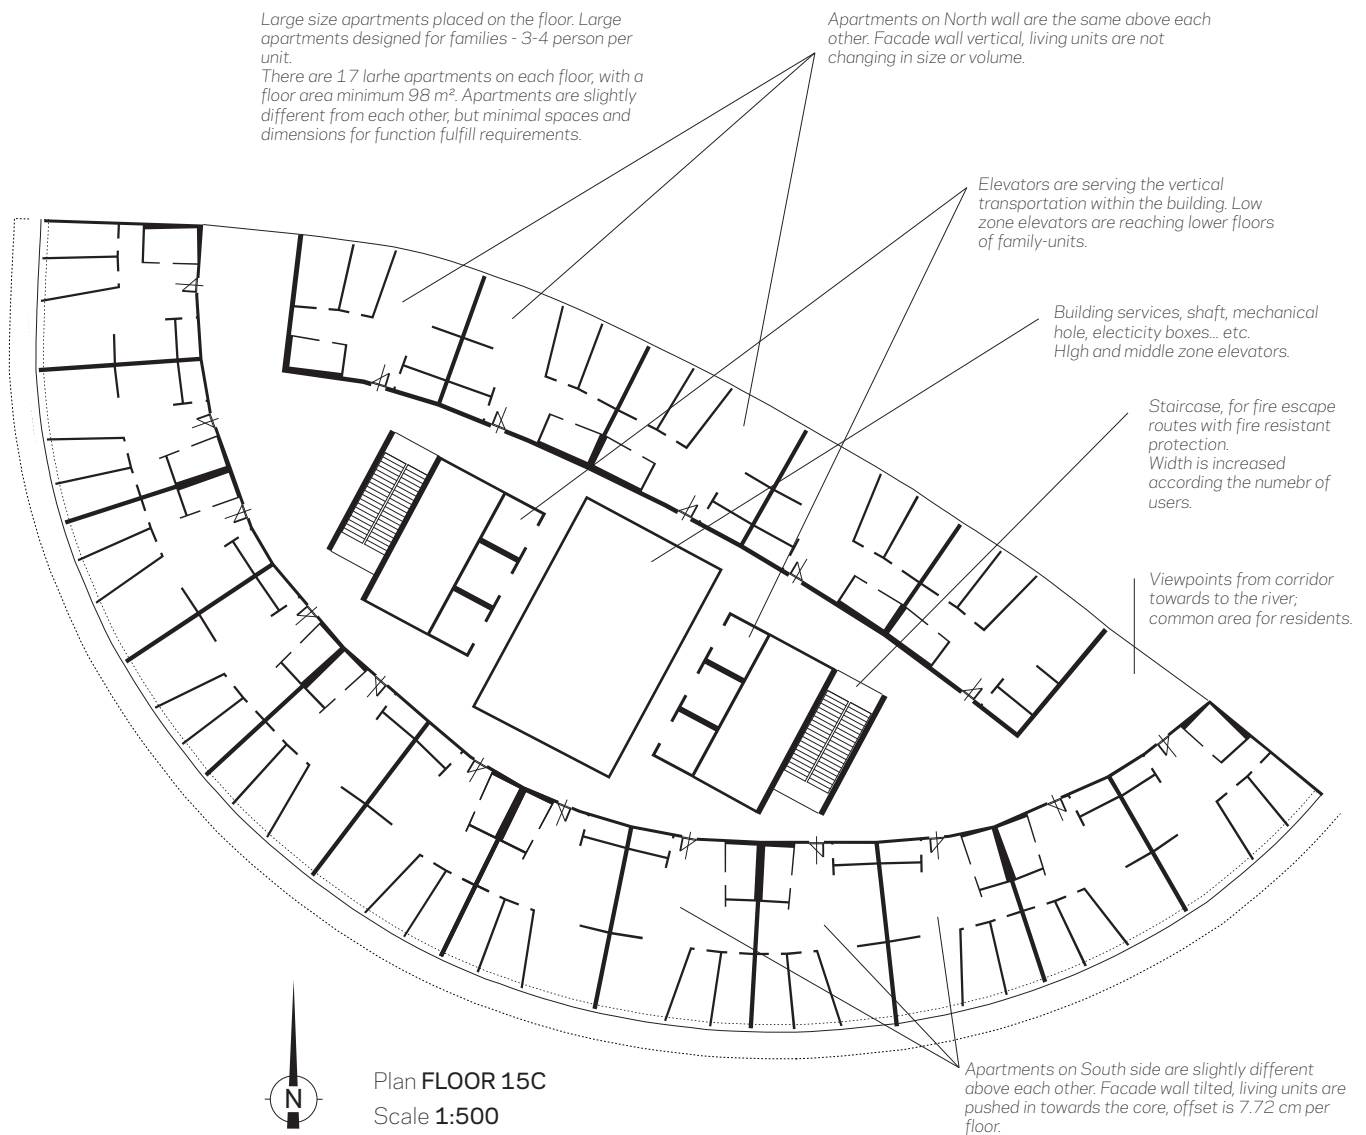 Large size apartments placed on the floor. Large
apartments designed for families - 3-4 person per
unit.
There are 17 larhe apartments on each floor, with a
floor area minimum 98 m². Apartments are slightly
different from each other, but minimal spaces and
dimensions for function fulfill requirements.
Apartments on North wall are the same above each
other. Facade wall vertical, living units are not
changing in size or volume.
Elevators are serving the vertical
transportation within the building. Low
zone elevators are reaching lower floors
of family-units.
Building services, shaft, mechanical
hole, electicity boxes... etc.
HIgh and middle zone elevators.
Staircase, for fire escape
routes with fire resistant
protection.
Width is increased
according the numebr of
users.
Viewpoints from corridor
towards to the river;
common area for residents.
Apartments on South side are slightly different
above each other. Facade wall tilted, living units are
pushed in towards the core, offset is 7.72 cm per
floor.
N
Plan FLOOR 15C
Scale 1:500